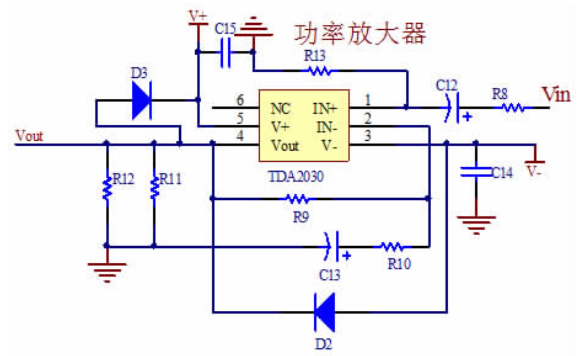 V+
C15
功率放大器
R13
D3
C12
R8
Vin
+
6
NC
IN+
1
5
V+
IN-
2
4
Vout
V-
3
Vout
TDA2030
C14
V-
R12
R11
R9
C13
+
R10
D2